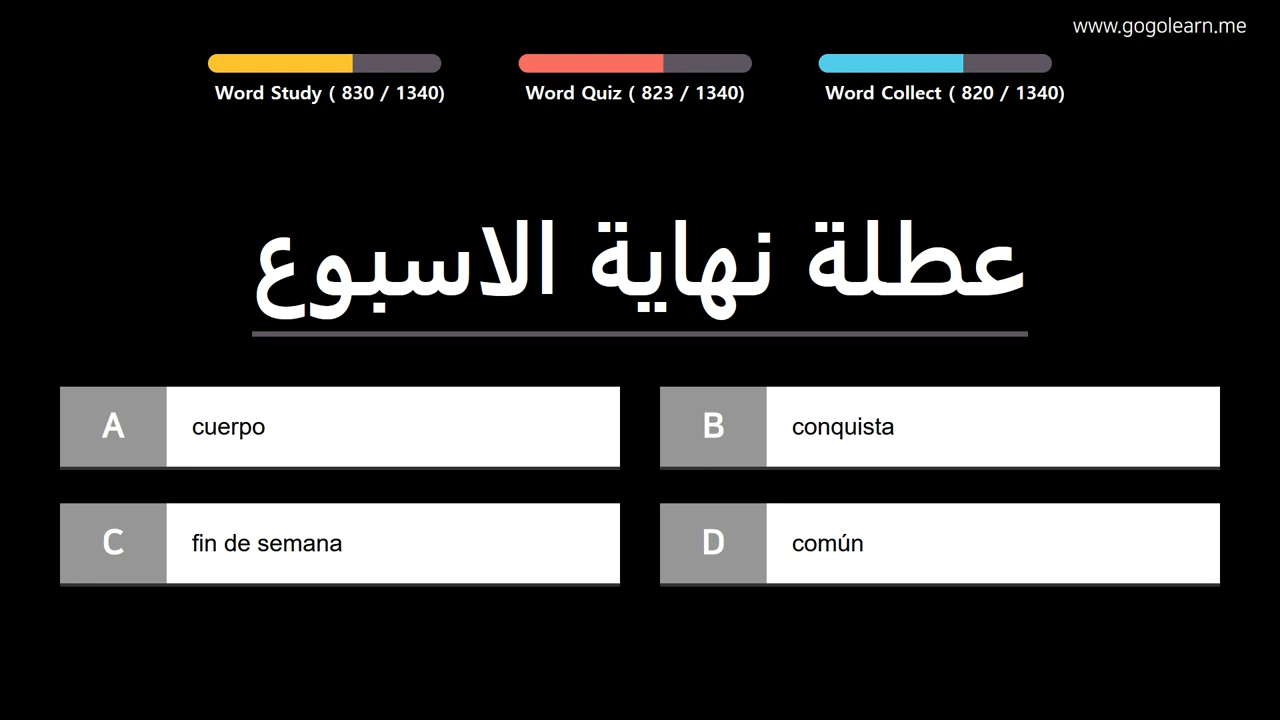 www.gogolearn.me
Word Study ( 830 / 1340)
Word Quiz ( 823 / 1340)
Word Collect ( 820 / 1340)
عطلة نهاية الاسبوع
A cuerpo
B conquista
C fin de semana
D común